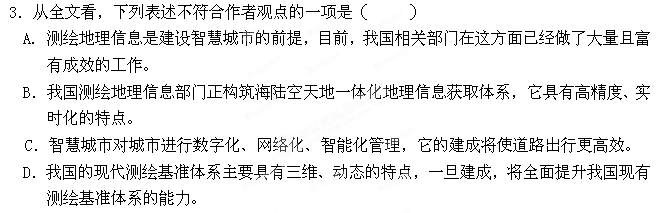 3．从全文看，下列表述不符合作者观点的一项是（　　）
A．测绘地理信息是建设智慧城市的前提，目前，我国相关部门在这方面已经做了大量且富
有成效的工作。
B．我国测绘地理信息部门正构筑海陆空天地一体化地理信息获取体系，它具有高精度、实
时化的特点。
C．智慧城市对城市进行数字化、网络化、智能化管理，它的建成将使道路出行更高效。
D．我国的现代测绘基准体系主要具有三维、动态的特点，一旦建成，将全面提升我国现有
测绘基准体系的能力。